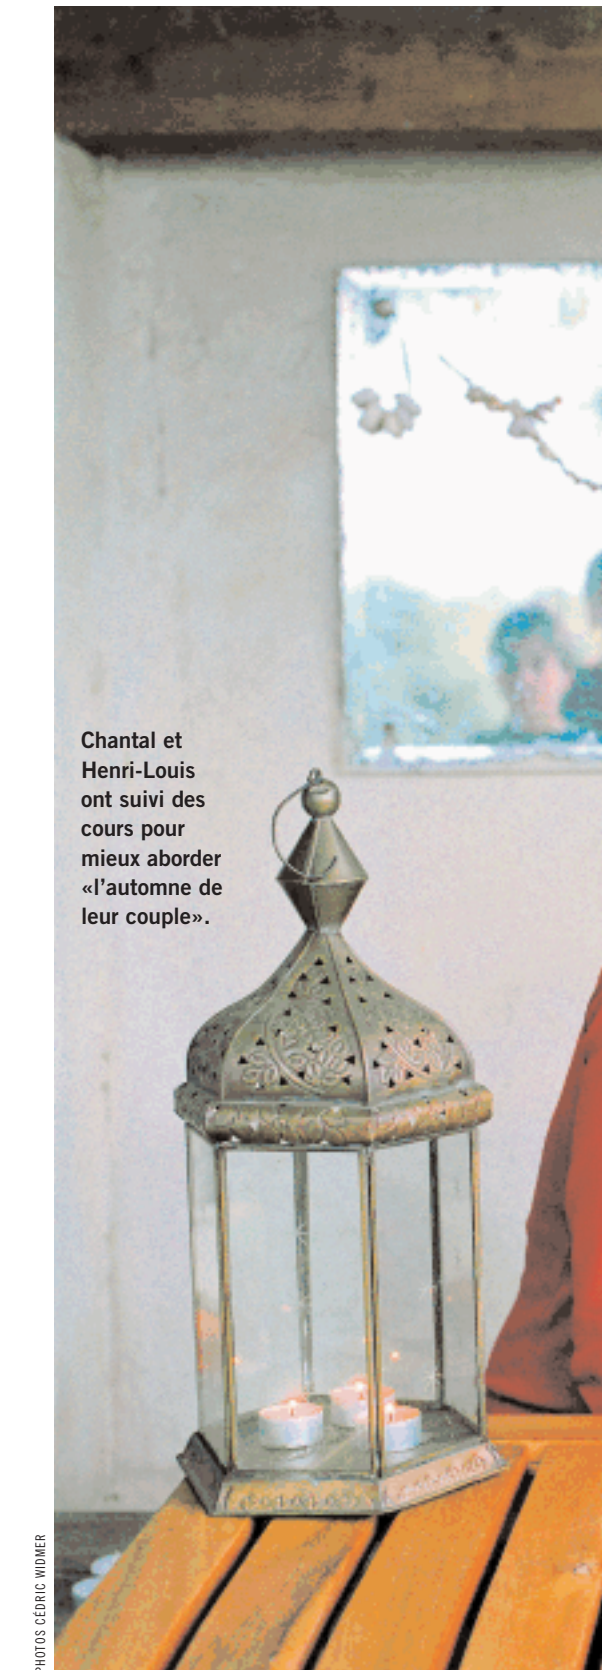 Chantal et
Henri-Louis
ont suivi des
cours pour
mieux aborder
«l’automne de
leur couple».
PHOTOS CÉDRIC WIDMER